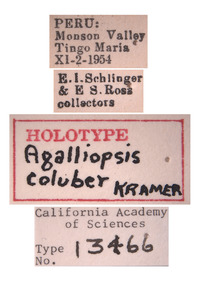 PERU:
Monson Valley
Tingo Maria
XI-2-1954
E.I.Schlinger
& E S. Ross
collectors
HOLOTYPE
Agalliopsis
coluber KRAMER
California Academy
of Sciences
Type
No. 13466